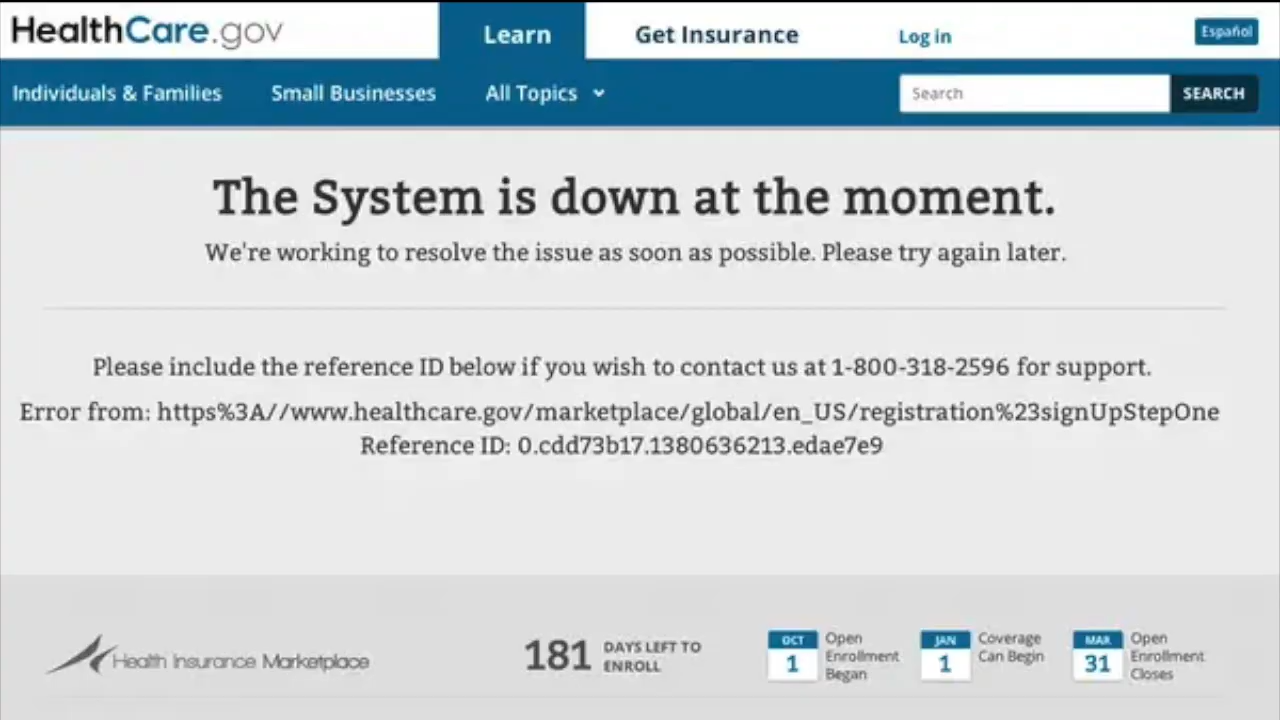 HealthCare.gov
Learn
Get Insurance
Log in
Español
Individuals & Families
Small Businesses
All Topics
Search
SEARCH
The System is down at the moment.
We're working to resolve the issue as soon as possible. Please try again later.
Please include the reference ID below if you wish to contact us at 1-800-318-2596 for support.
Error from: https%3A//www.healthcare.gov/marketplace/global/en_US/registration%23signUpStepOne
Reference ID: 0.cdd73b17.1380636213.edae7e9
Health Insurance Marketplace
181
DAYS LEFT TO
ENROLL
OCT
1
Open
Enrollment
Began
JAN
1
Coverage
Can Begin
MAR
31
Open
Enrollment
Closes